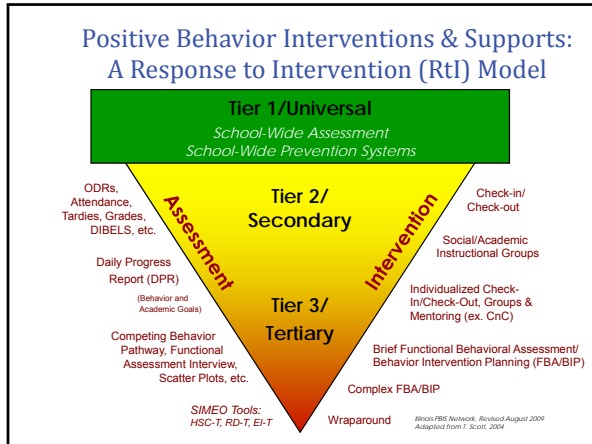 Positive Behavior Interventions & Supports:
A Response to Intervention (RtI) Model
Tier 1/Universal
School-Wide Assessment
School-Wide Prevention Systems
Assessment
ODRs,
Attendance,
Tardies, Grades,
DIBELS, etc.
Daily Progress
Report (DPR)
(Behavior and
Academic Goals)
Competing Behavior
Pathway, Functional
Assessment Interview,
Scatter Plots, etc.
SIMEO Tools:
HSC-T, RD-T, EI-T
Tier 2/
Secondary
Tier 3/
Tertiary
Intervention
Check-in/
Check-out
Social/Academic
Instructional Groups
Individualized Check-
In/Check-Out, Groups &
Mentoring (ex. CnC)
Brief Functional Behavioral Assessment/
Behavior Intervention Planning (FBA/BIP)
Complex FBA/BIP
Wraparound
Illinois PBIS Network, Revised August 2009
Adapted from T. Scott, 2004